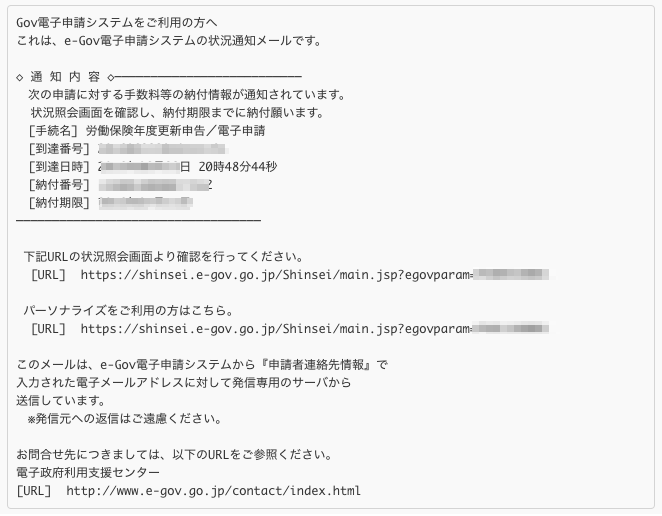 Gov電子申請システムをご利用の方へ
これは、e-Gov電子申請システムの状況通知メールです。
◇ 通 知 内 容 ◇──────────────────────────
次の申請に対する手数料等の納付情報が通知されています。
状況照会画面を確認し、納付期限までに納付願います。
[手続名] 労働保険年度更新申告／電子申請
[到達番号]
[到達日時] 2 日 20時48分44秒
[納付番号] 2
[納付期限]
──────────────────────────────────
下記URLの状況照会画面より確認を行ってください。
[URL] https://shinsei.e-gov.go.jp/Shinsei/main.jsp?egovparam=
パーソナライズをご利用の方はこちら。
[URL] https://shinsei.e-gov.go.jp/Shinsei/main.jsp?egovparam=
このメールは、e-Gov電子申請システムから『申請者連絡先情報』で
入力された電子メールアドレスに対して発信専用のサーバから
送信しています。
※発信元への返信はご遠慮ください。
お問合せ先につきましては、以下のURLをご参照ください。
電子政府利用支援センター
[URL] http://www.e-gov.go.jp/contact/index.html